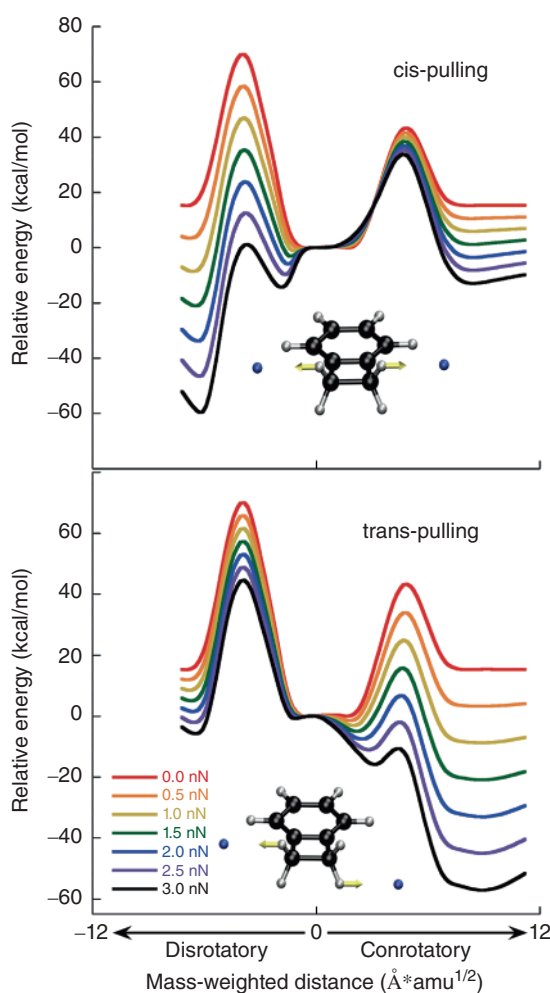 80
cis-pulling
60
40
20
0
−20
−40
−60
Relative energy (kcal/mol)
trans-pulling
60
40
20
0
−20
−40
−60
Relative energy (kcal/mol)
0.0 nN
0.5 nN
1.0 nN
1.5 nN
2.0 nN
2.5 nN
3.0 nN
−12
0
12
Disrotatory
Conrotatory
Mass-weighted distance (Å*amu1/2)